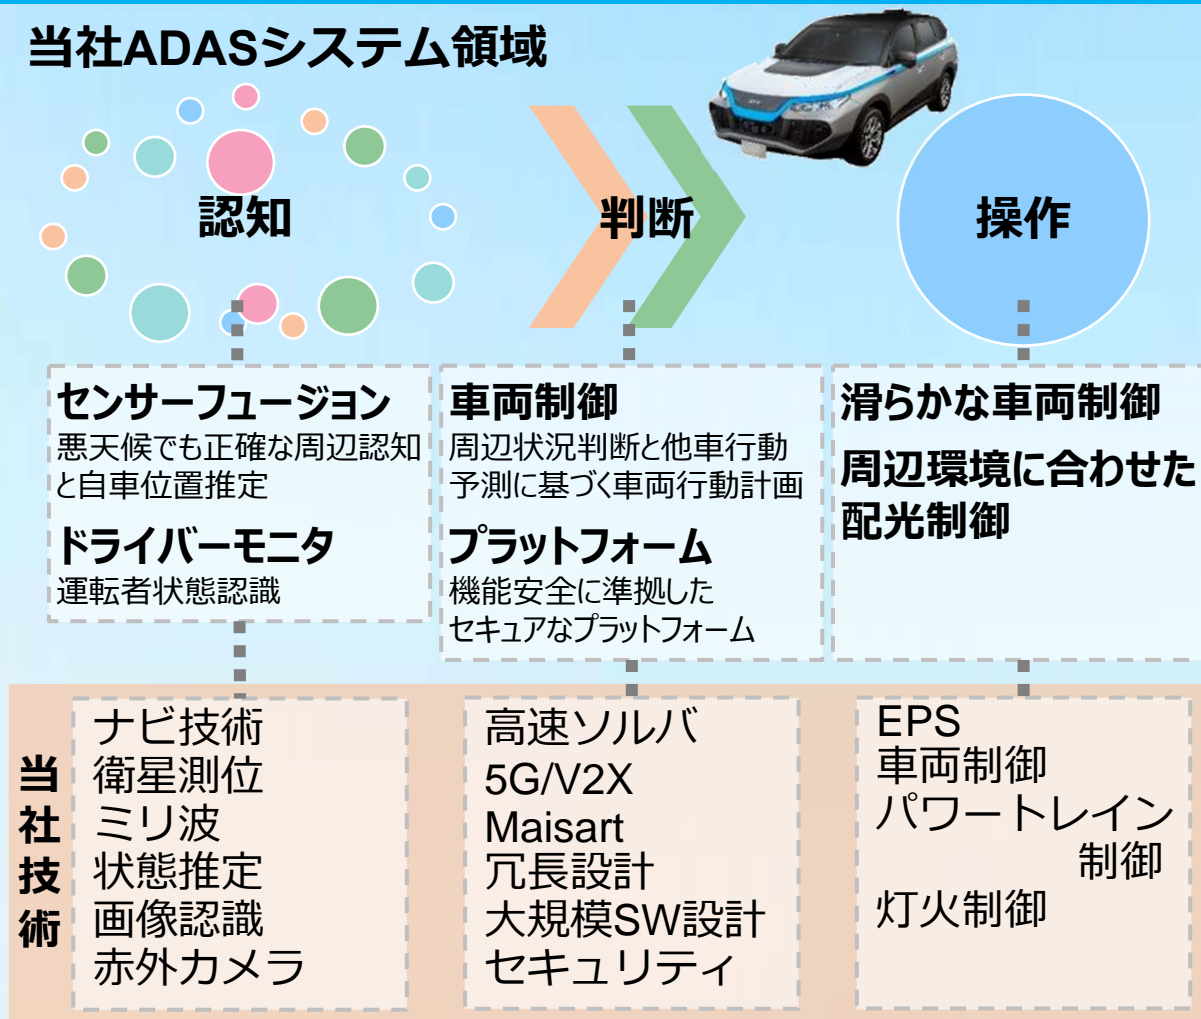 当社ADASシステム領域
認知
判断
操作
センサーフュージョン
悪天候でも正確な周辺認知
と自車位置推定
ドライバーモニタ
運転者状態認識
車両制御
周辺状況判断と他車行動
予測に基づく車両行動計画
プラットフォーム
機能安全に準拠した
セキュアなプラットフォーム
滑らかな車両制御
周辺環境に合わせた
配光制御
当社技術
ナビ技術
衛星測位
ミリ波
状態推定
画像認識
赤外カメラ
高速ソルバ
5G/V2X
Maisart
冗長設計
大規模SW設計
セキュリティ
EPS
車両制御
パワートレイン
制御
灯火制御